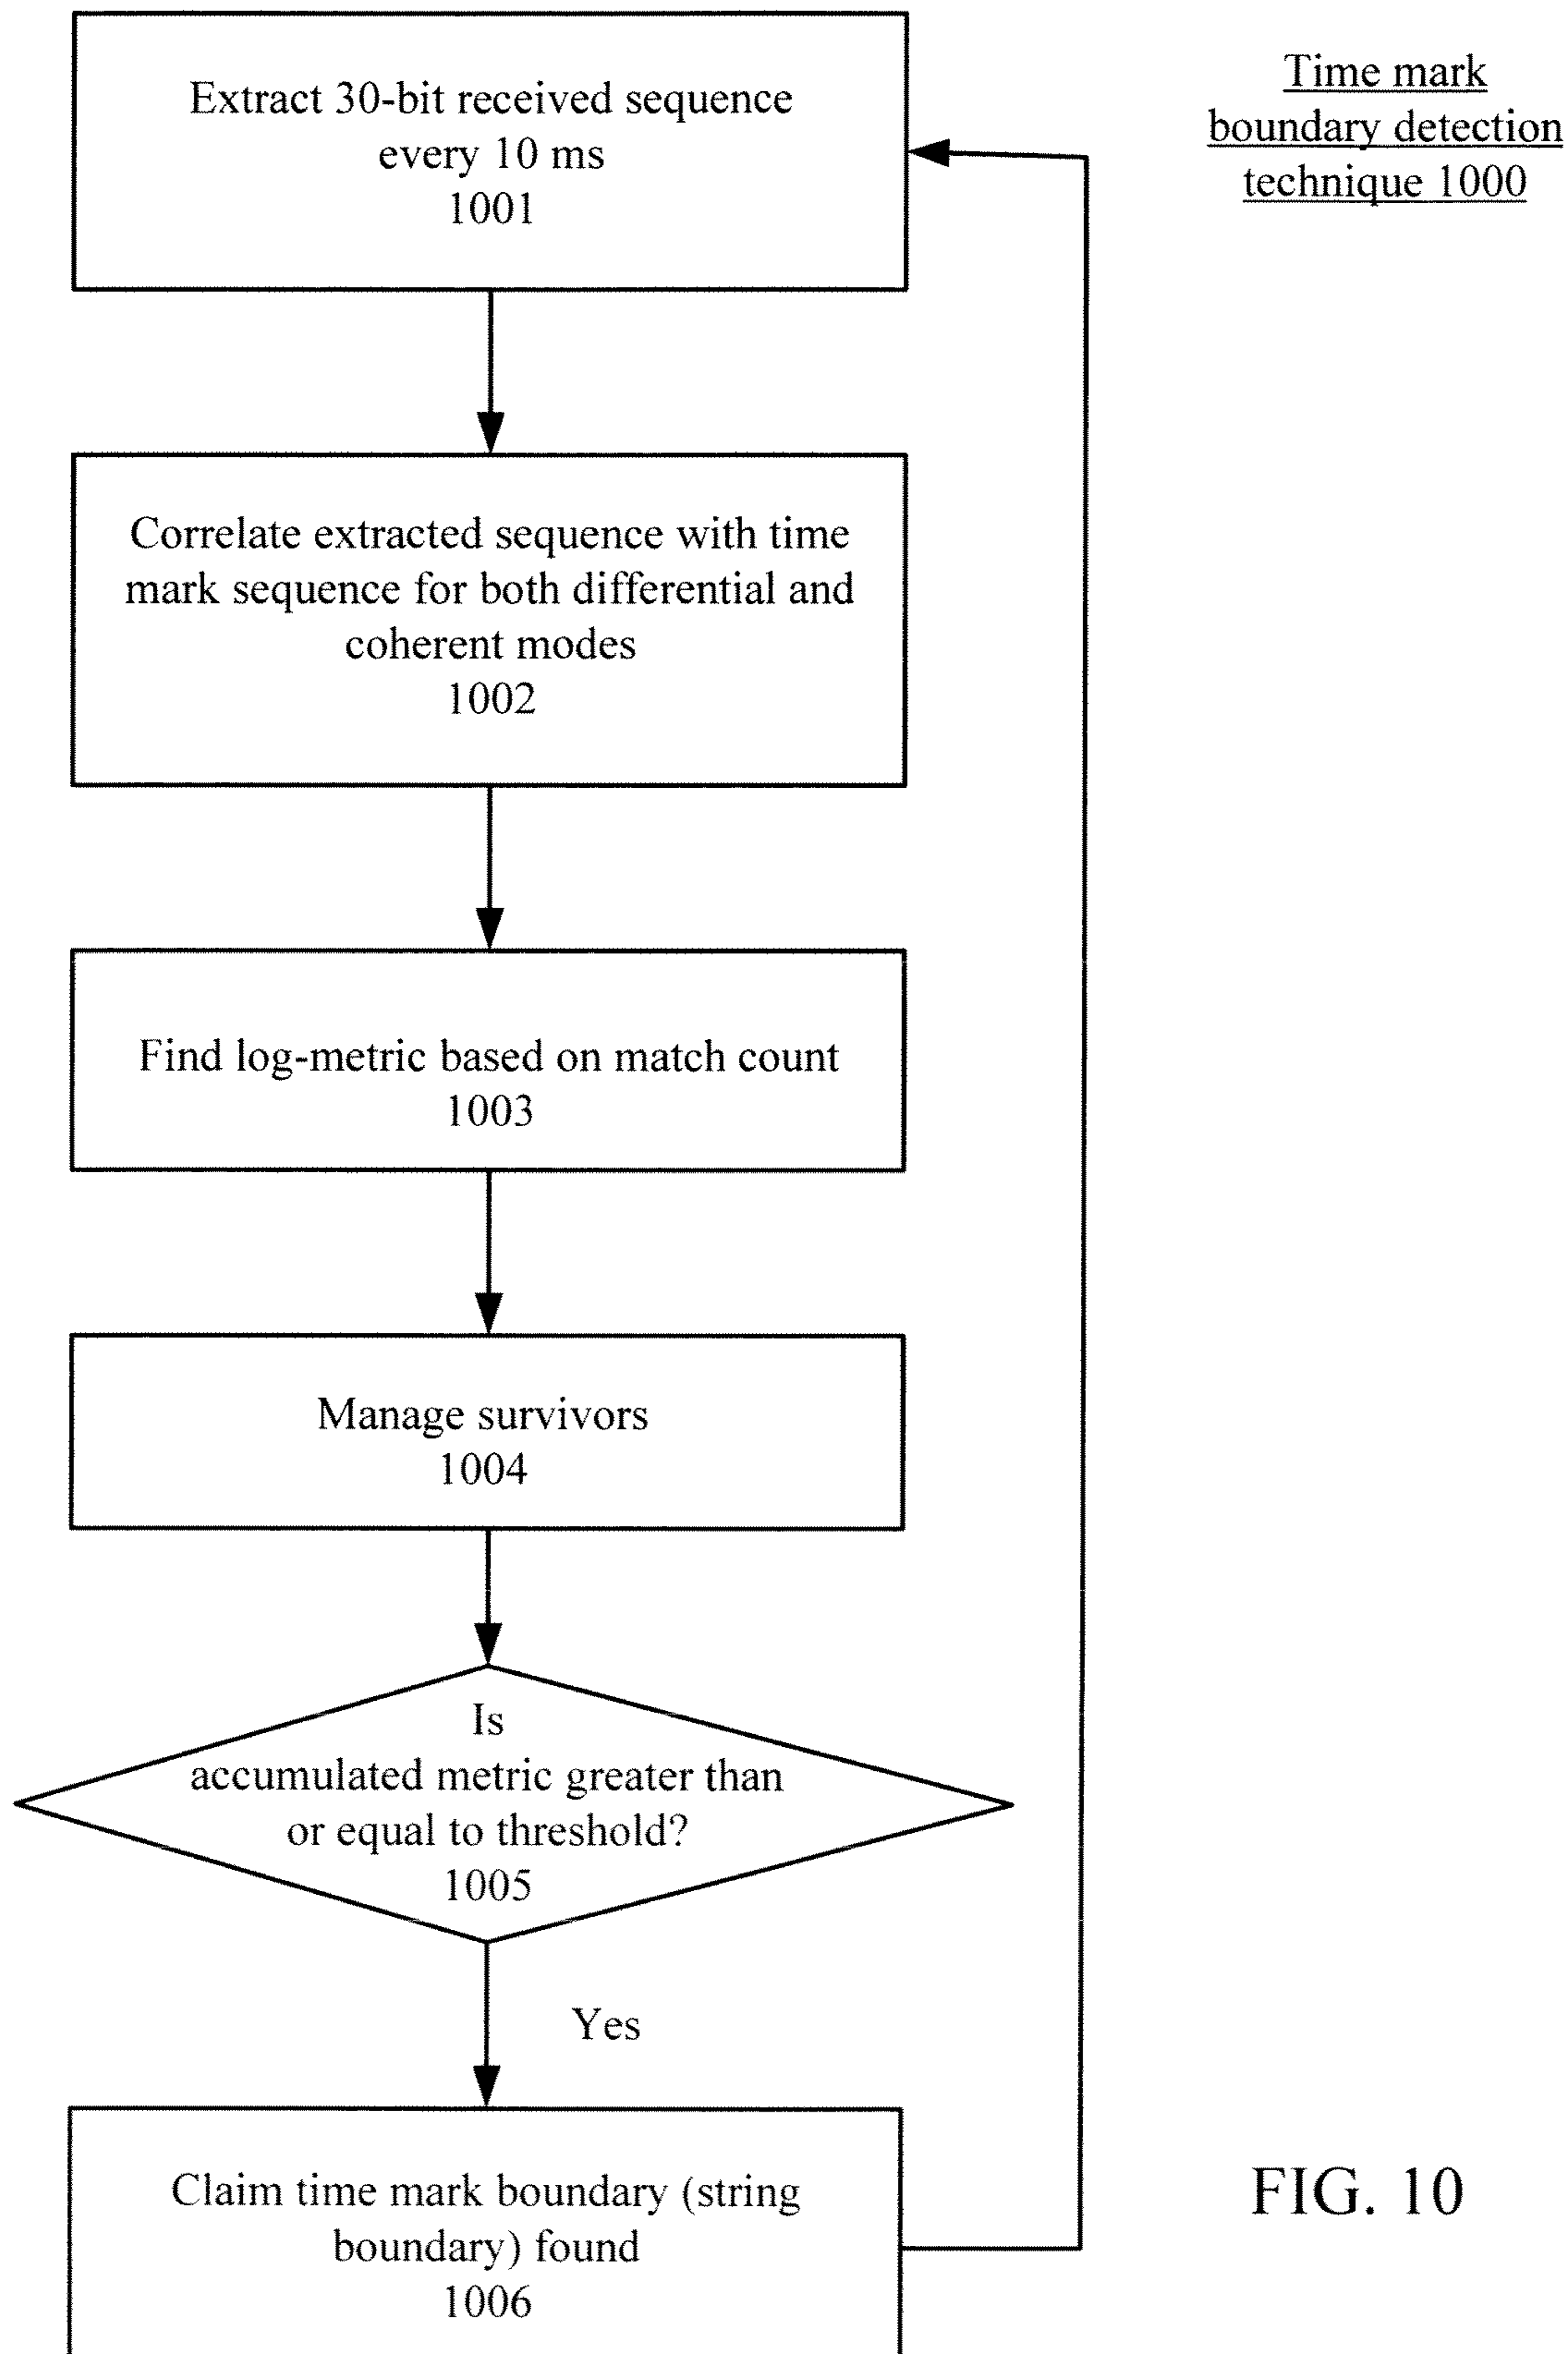 Extract 30-bit received sequence
every 10 ms
1001
Time mark
boundary detection
technique 1000
Correlate extracted sequence with time
mark sequence for both differential and
coherent modes
1002
Find log-metric based on match count
1003
Manage survivors
1004
Is
accumulated metric greater than
or equal to threshold?
1005
Yes
Claim time mark boundary (string
boundary) found
1006
FIG. 10